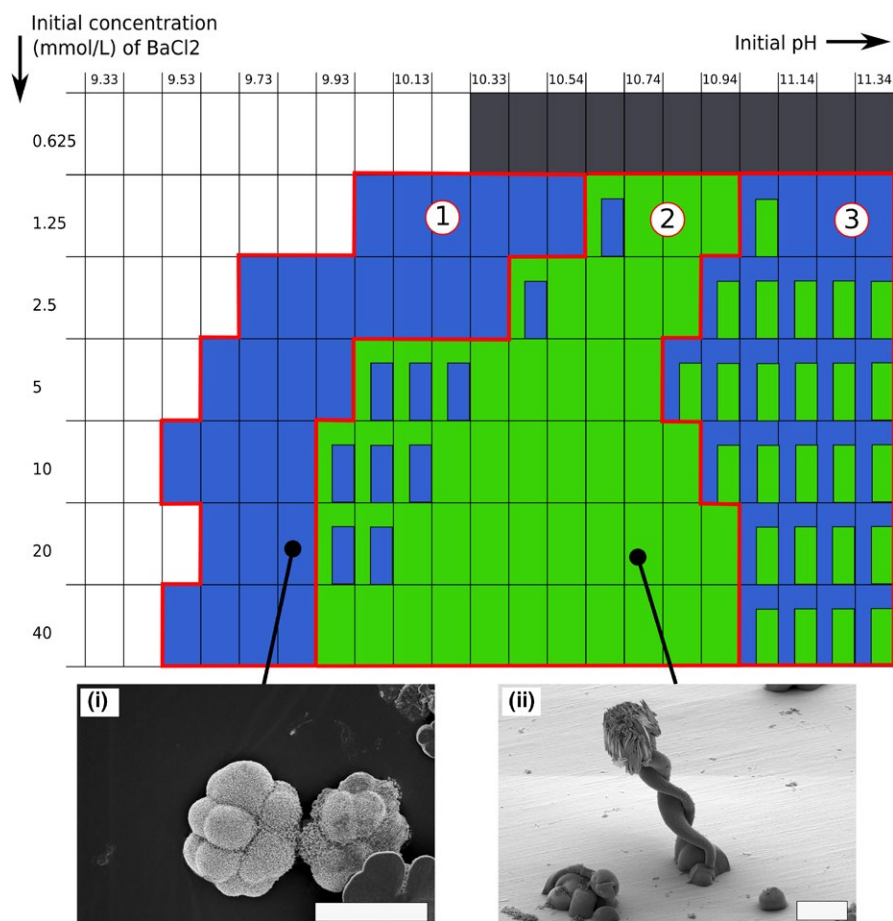 Initial concentration
(mmol/L) of BaCl2
Initial pH
9.33 9.53 9.73 9.93 10.13 10.33 10.54 10.74 10.94 11.14 11.34
0.625
1.25
1 2 3
2.5
5
10
20
40
(i) (ii)